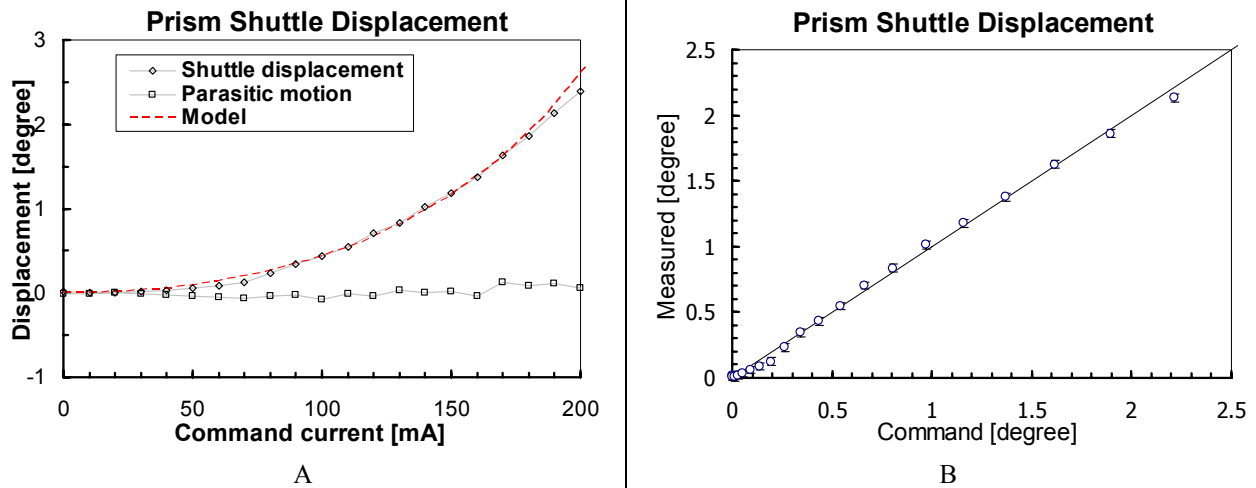 Prism Shuttle Displacement
3
2
1
0
-1
Displacement [degree]
Shuttle displacement
Parasitic motion
Model
0 50 100 150 200
Command current [mA]
A
Prism Shuttle Displacement
2.5
2
1.5
1
0.5
0
Measured [degree]
0 0.5 1 1.5 2 2.5
Command [degree]
B